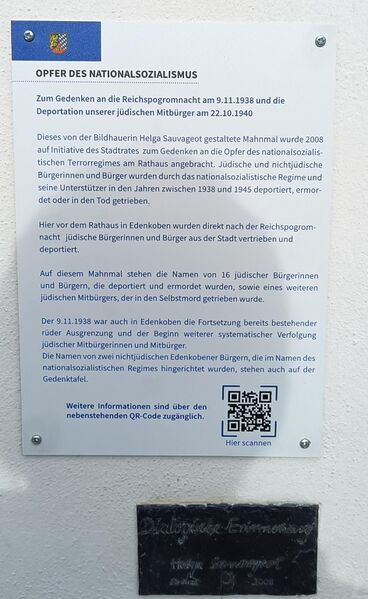 OPFER DES NATIONALSOZIALISMUS
Zum Gedenken an die Reichspogromnacht am 9.11.1938 und die
Deportation unserer jüdischen Mitbürger am 22.10.1940
Dieses von der Bildhauerin Helga Sauvageot gestaltete Mahnmal wurde 2008
auf Initiative des Stadtrates zum Gedenken an die Opfer des nationalsozialis-
tischen Terrorregimes am Rathaus angebracht. Jüdische und nichtjüdische
Bürgerinnen und Bürger wurden durch das nationalsozialistische Regime und
seine Unterstützer in den Jahren zwischen 1938 und 1945 deportiert, ermor-
det oder in den Tod getrieben.
Hier vor dem Rathaus in Edenkoben wurden direkt nach der Reichspogrom-
nacht jüdische Bürgerinnen und Bürger aus der Stadt vertrieben und
deportiert.
Auf diesem Mahnmal stehen die Namen von 16 jüdischer Bürgerinnen
und Bürgern, die deportiert und ermordet wurden, sowie eines weiteren
jüdischen Mitbürgers, der in den Selbstmord getrieben wurde.
Der 9.11.1938 war auch in Edenkoben die Fortsetzung bereits bestehender
rüder Ausgrenzung und der Beginn weiterer systematischer Verfolgung
jüdischer Mitbürgerinnen und Mitbürger.
Die Namen von zwei nichtjüdischen Edenkobener Bürgern, die im Namen des
nationalsozialistischen Regimes hingerichtet wurden, stehen auch auf der
Gedenktafel.
Weitere Informationen sind über den
nebenstehenden QR-Code zugänglich.
Hier scannen
Dialogische Erinnerung
Helga Sauvageot
2008